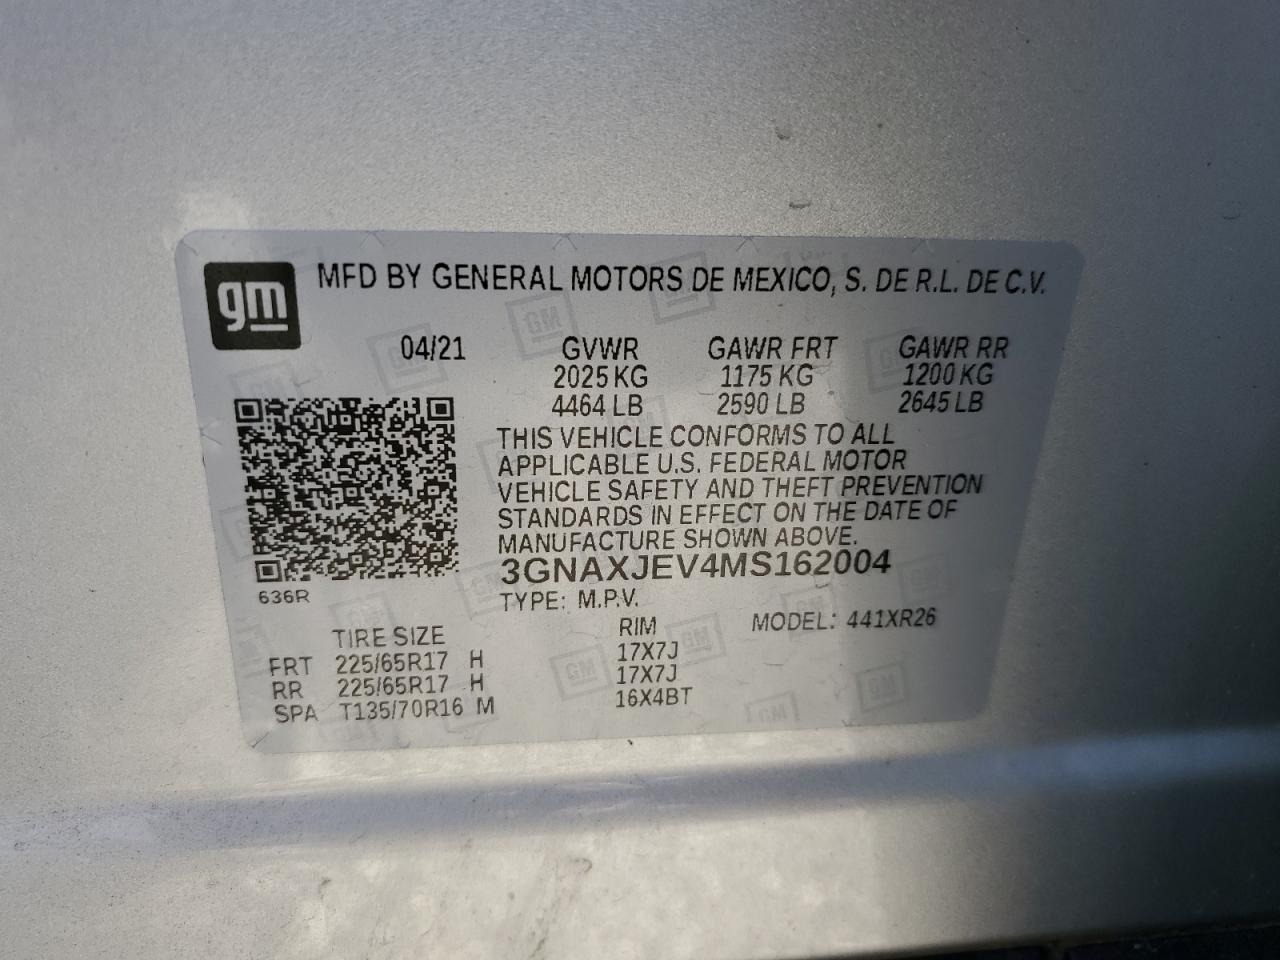 gm MFD BY GENERAL MOTORS DE MEXICO, S. DE R.L. DE C.V.
04/21 GVWR GAWR FRT GAWR RR
2025 KG 1175 KG 1200 KG
4464 LB 2590 LB 2645 LB
THIS VEHICLE CONFORMS TO ALL
APPLICABLE U.S. FEDERAL MOTOR
VEHICLE SAFETY AND THEFT PREVENTION
STANDARDS IN EFFECT ON THE DATE OF
MANUFACTURE SHOWN ABOVE.
3GNAXJEV4MS162004
636R
TYPE: M.P.V.
TIRE SIZE RIM MODEL: 441XR26
FRT 225/65R17 H 17X7J
RR 225/65R17 H 17X7J
SPA T135/70R16 M 16X4BT